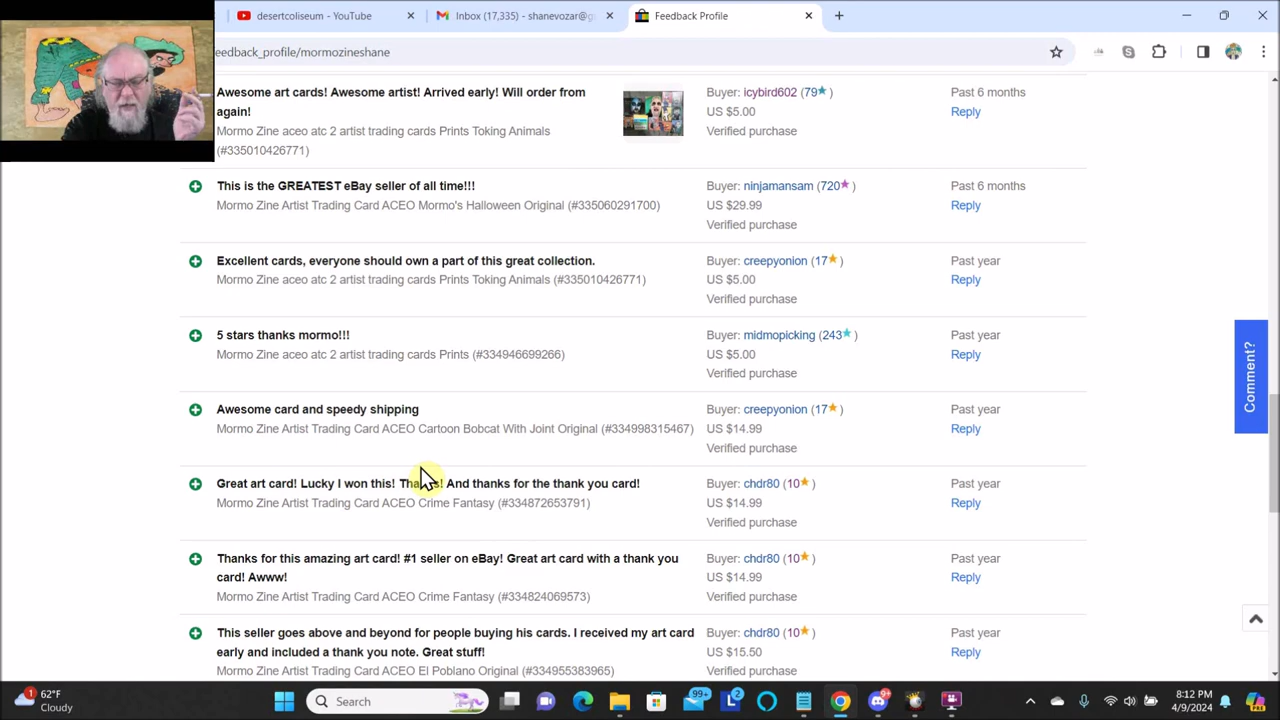 desertcoliseum - YouTube
Inbox (17,335) - shanevozar@g
Feedback Profile
eedback_profile/mormozineshane
Awesome art cards! Awesome artist! Arrived early! Will order from
again!
Mormo Zine aceo atc 2 artist trading cards Prints Toking Animals
(#335010426771)
Buyer: icybird602 (79)
US $5.00
Verified purchase
Past 6 months
Reply
This is the GREATEST eBay seller of all time!!!
Mormo Zine Artist Trading Card ACEO Mormo's Halloween Original (#335060291700)
Buyer: ninjamansam (720)
US $29.99
Verified purchase
Past 6 months
Reply
Excellent cards, everyone should own a part of this great collection.
Mormo Zine aceo atc 2 artist trading cards Prints Toking Animals (#335010426771)
Buyer: creepyonion (17)
US $5.00
Verified purchase
Past year
Reply
5 stars thanks mormo!!!
Mormo Zine aceo atc 2 artist trading cards Prints (#334946699266)
Buyer: midmopicking (243)
US $5.00
Verified purchase
Past year
Reply
Awesome card and speedy shipping
Mormo Zine Artist Trading Card ACEO Cartoon Bobcat With Joint Original (#334998315467)
Buyer: creepyonion (17)
US $14.99
Verified purchase
Past year
Reply
Great art card! Lucky I won this! Thanks! And thanks for the thank you card!
Mormo Zine Artist Trading Card ACEO Crime Fantasy (#334872653791)
Buyer: chdr80 (10)
US $14.99
Verified purchase
Past year
Reply
Thanks for this amazing art card! #1 seller on eBay! Great art card with a thank you
card! Awww!
Mormo Zine Artist Trading Card ACEO Crime Fantasy (#334824069573)
Buyer: chdr80 (10)
US $14.99
Verified purchase
Past year
Reply
This seller goes above and beyond for people buying his cards. I received my art card
early and included a thank you note. Great stuff!
Mormo Zine Artist Trading Card ACEO El Poblano Original (#334955383965)
Buyer: chdr80 (10)
US $15.50
Verified purchase
Past year
Reply
Comment?
1
62°F
Cloudy
Search
99+
L2
9+
8:12 PM
4/9/2024